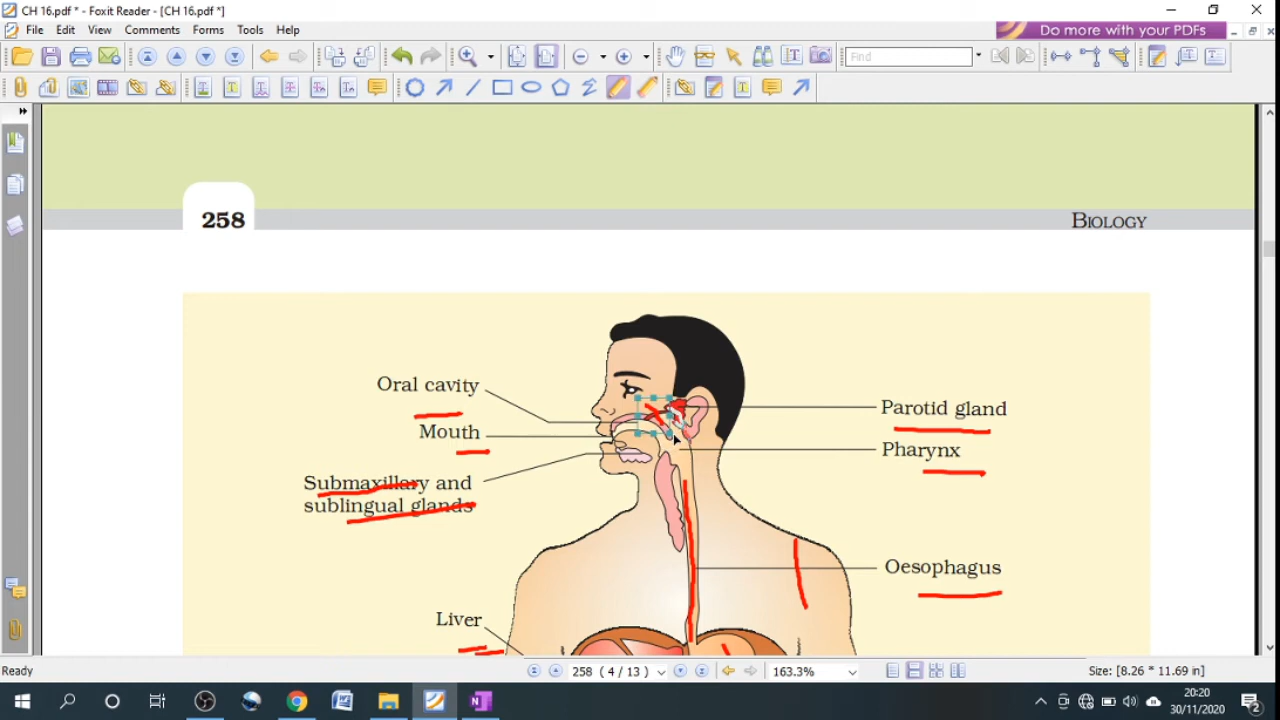 CH 16.pdf * - Foxit Reader - [CH 16.pdf *]
File Edit View Comments Forms Tools Help
Do more with your PDFs
Find
258
BIOLOGY
Oral cavity
Parotid gland
Mouth
Pharynx
Submaxillary and
sublingual glands
Oesophagus
Liver
Ready
258 ( 4 / 13 )
163.3%
Size: [8.26 * 11.69 in]
20:20
30/11/2020